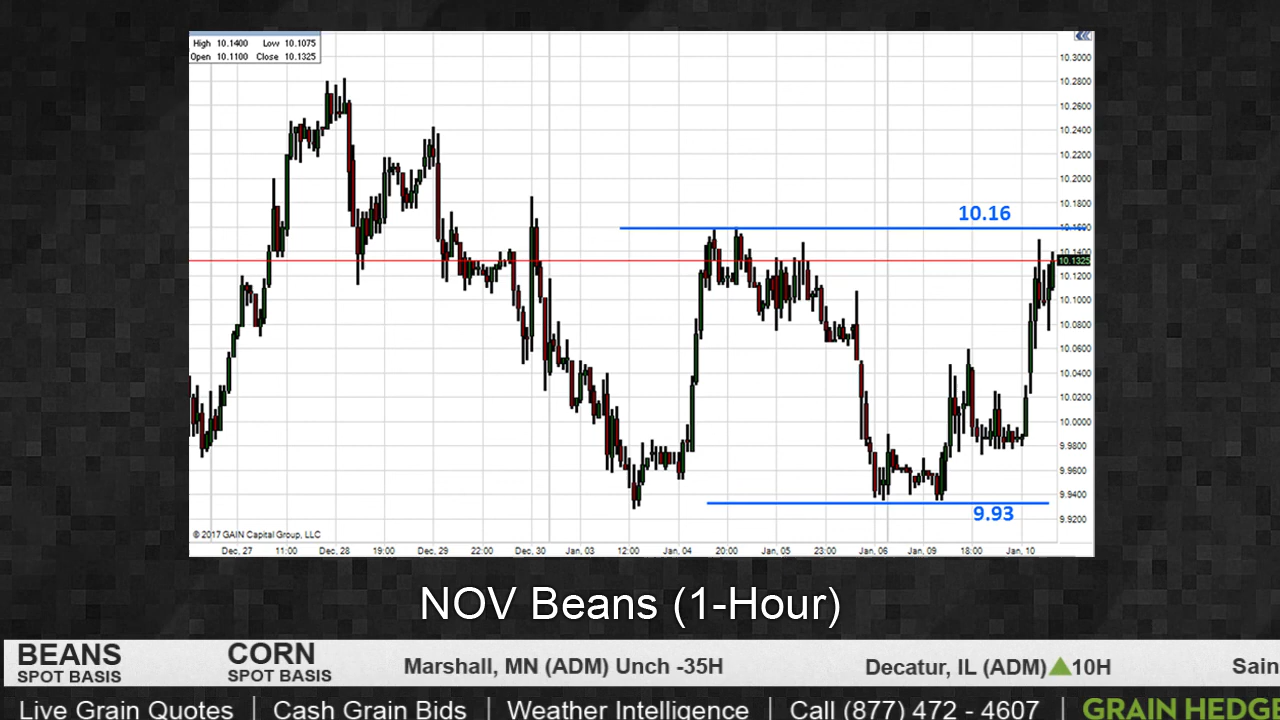 High 10.1400 Low 10.1075
Open 10.1100 Close 10.1325
10.3000
10.2800
10.2600
10.2400
10.2200
10.2000
10.1800
10.16
10.1600
10.1400
10.1325
10.1200
10.1000
10.0800
10.0600
10.0400
10.0200
10.0000
9.9800
9.9600
9.9400
9.93
9.9200
© 2017 GAIN Capital Group, LLC
Dec, 27 11:00 Dec, 28 19:00 Dec, 29 22:00 Dec, 30 Jan, 03 12:00 Jan, 04 20:00 Jan, 05 23:00 Jan, 06 Jan, 09 18:00 Jan, 10
NOV Beans (1-Hour)
BEANS
SPOT BASIS
CORN
SPOT BASIS
Marshall, MN (ADM) Unch -35H
Decatur, IL (ADM) 10H
Sain
Live Grain Quotes | Cash Grain Bids | Weather Intelligence | Call (877) 472 - 4607 | GRAIN HEDGE